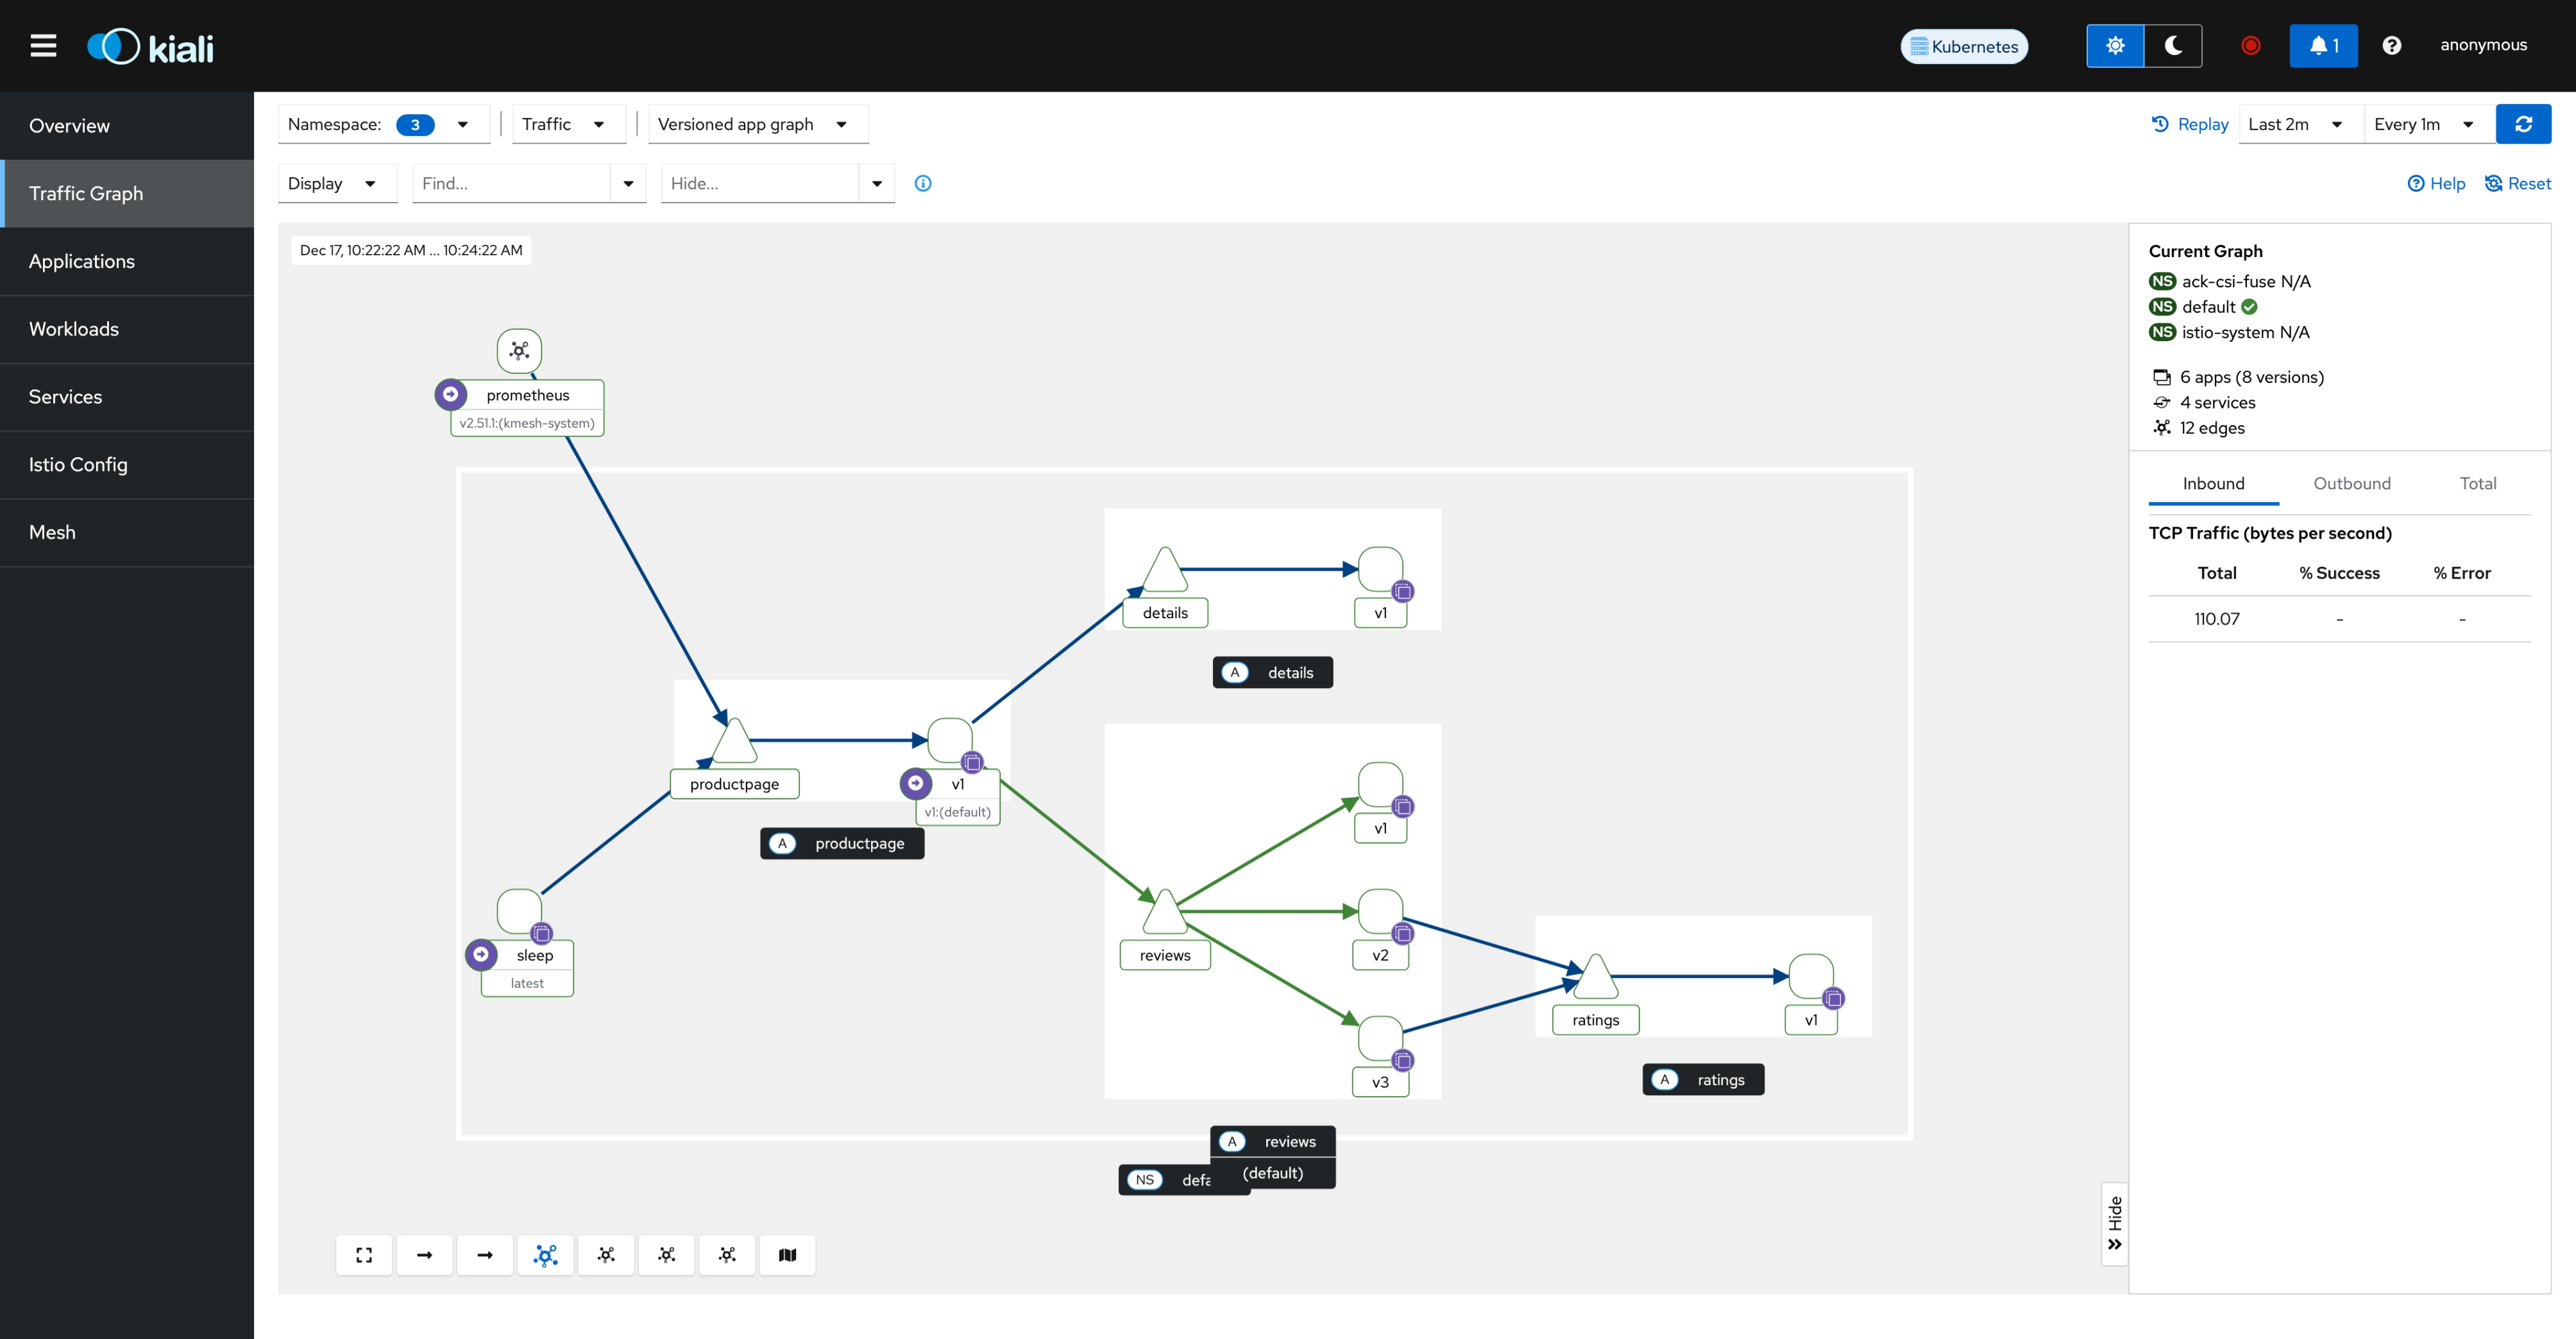 kiali
Kubernetes
1
anonymous
Overview
Traffic Graph
Applications
Workloads
Services
Istio Config
Mesh
Namespace: 3
Traffic
Versioned app graph
Replay
Last 2m
Every 1m
Display
Find...
Hide...
Help
Reset
Dec 17, 10:22:22 AM ... 10:24:22 AM
prometheus
v2.51.1:(kmesh-system)
details
v1
A details
productpage
v1
v1:(default)
A productpage
v1
sleep
latest
reviews
v2
ratings
v1
v3
A ratings
A reviews
(default)
NS defa
Hide
Current Graph
NS ack-csi-fuse N/A
NS default
NS istio-system N/A
6 apps (8 versions)
4 services
12 edges
Inbound Outbound Total
TCP Traffic (bytes per second)
Total % Success % Error
110.07 - -